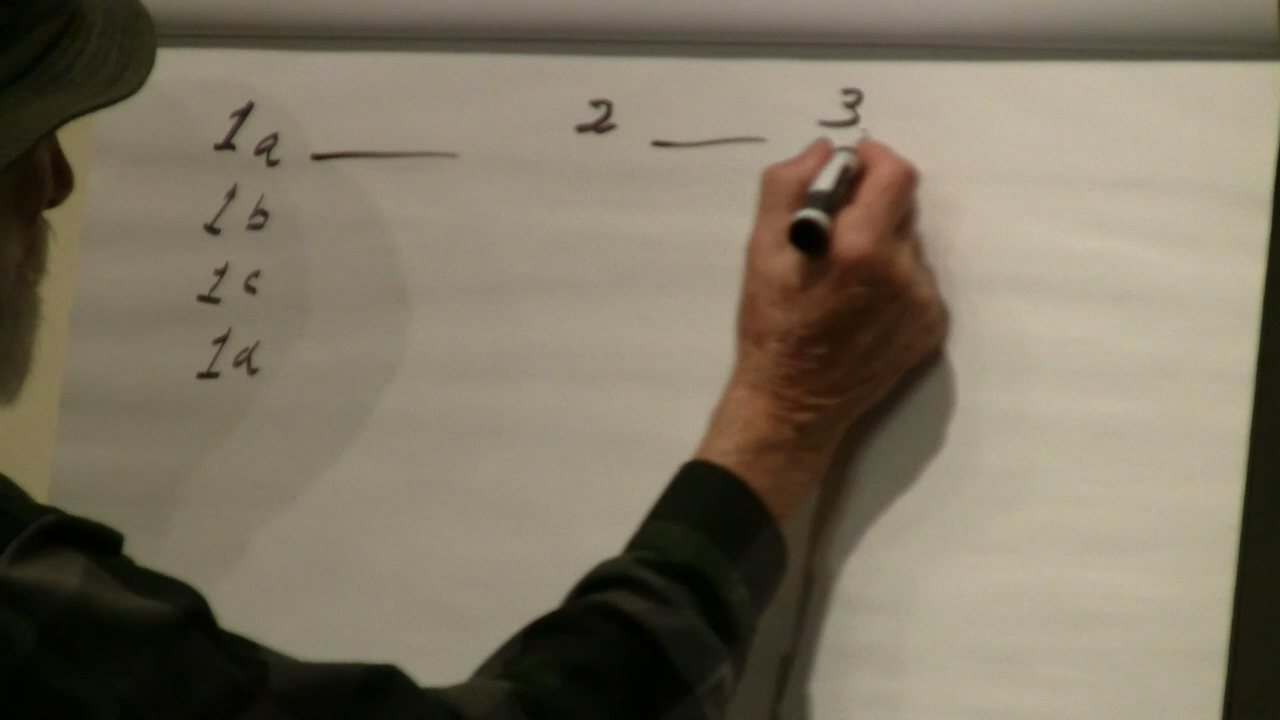 1a ___ 2 ___ 3
1b
1c
1d